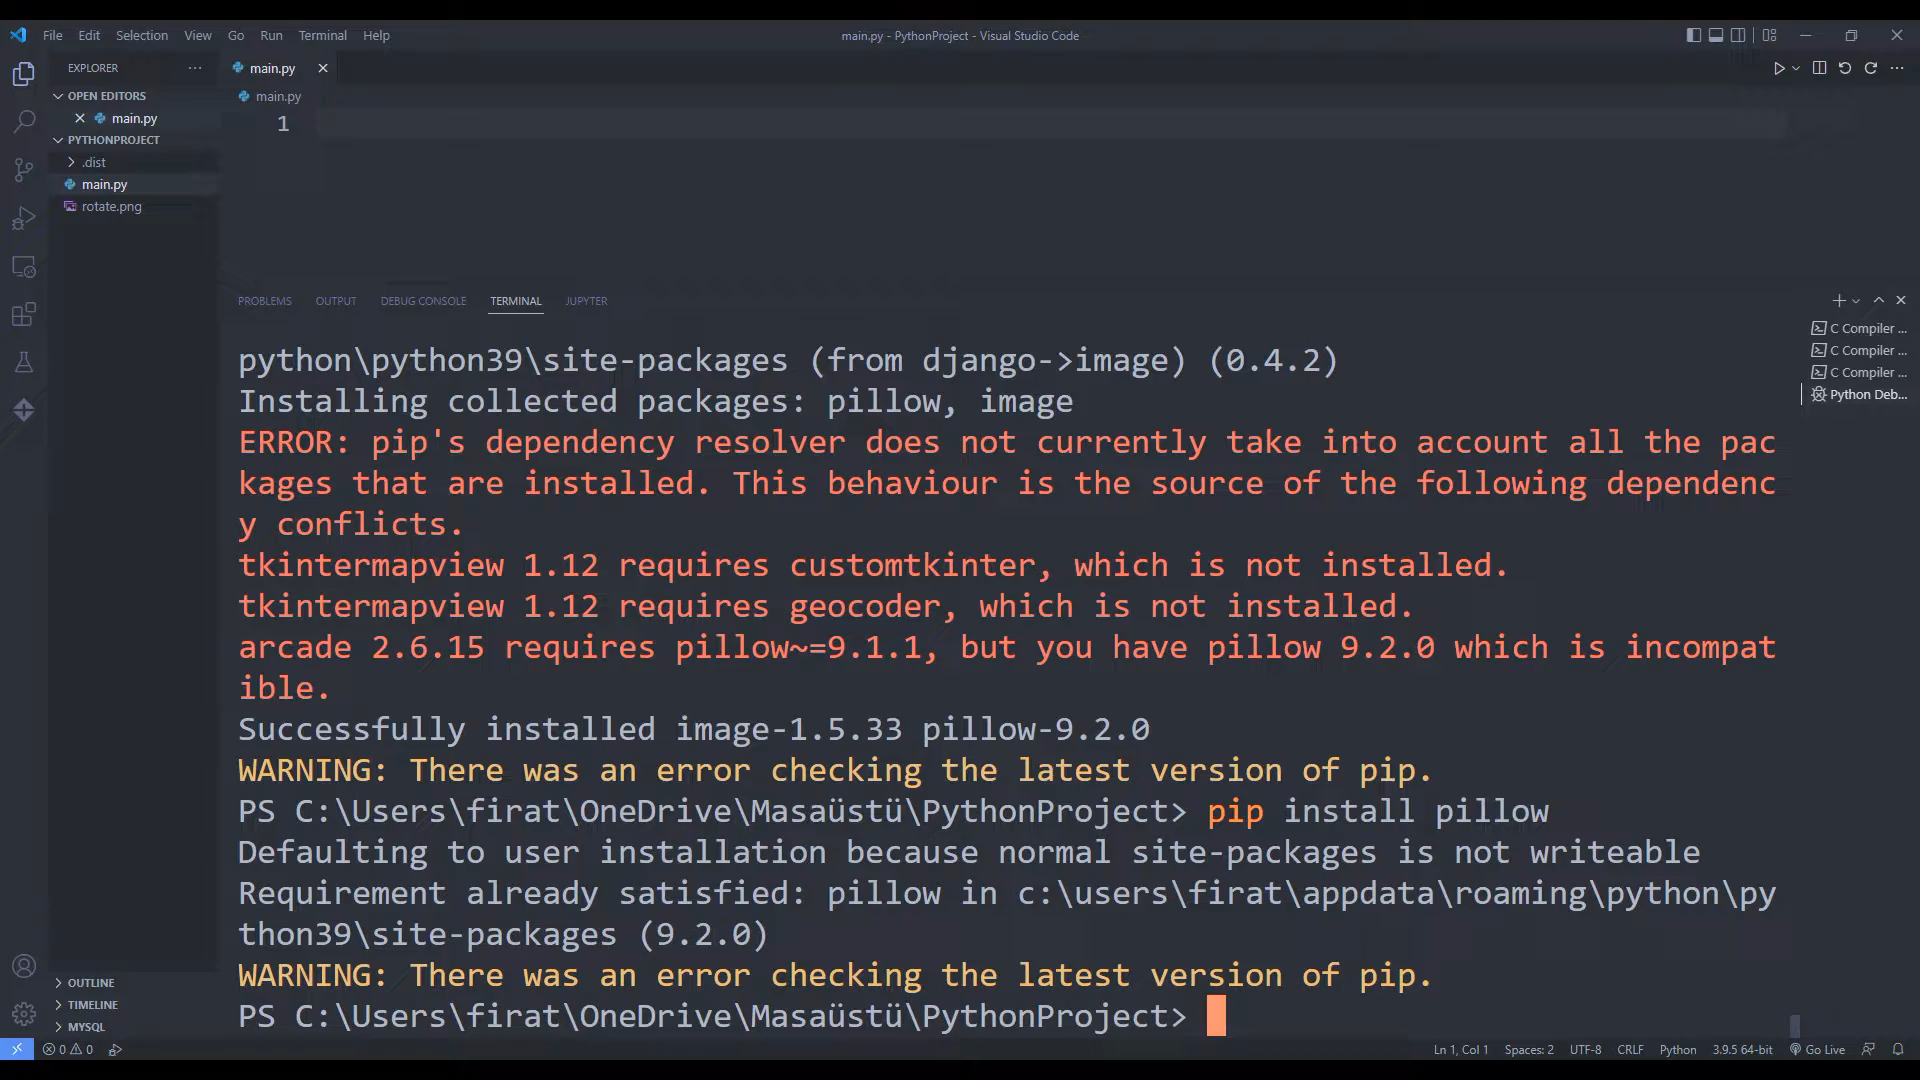 File Edit Selection View Go Run Terminal Help
main.py - PythonProject - Visual Studio Code
EXPLORER
OPEN EDITORS
main.py
PYTHONPROJECT
.dist
main.py
rotate.png
OUTLINE
TIMELINE
MYSQL
main.py
main.py
1
PROBLEMS OUTPUT DEBUG CONSOLE TERMINAL JUPYTER
python\python39\site-packages (from django->image) (0.4.2)
Installing collected packages: pillow, image
ERROR: pip's dependency resolver does not currently take into account all the pac
kages that are installed. This behaviour is the source of the following dependenc
y conflicts.
tkintermapview 1.12 requires customtkinter, which is not installed.
tkintermapview 1.12 requires geocoder, which is not installed.
arcade 2.6.15 requires pillow~=9.1.1, but you have pillow 9.2.0 which is incompat
ible.
Successfully installed image-1.5.33 pillow-9.2.0
WARNING: There was an error checking the latest version of pip.
PS C:\Users\firat\OneDrive\Masaüstü\PythonProject> pip install pillow
Defaulting to user installation because normal site-packages is not writeable
Requirement already satisfied: pillow in c:\users\firat\appdata\roaming\python\py
thon39\site-packages (9.2.0)
WARNING: There was an error checking the latest version of pip.
PS C:\Users\firat\OneDrive\Masaüstü\PythonProject>
C Compiler ...
C Compiler ...
C Compiler ...
Python Deb...
0 0
Ln 1, Col 1 Spaces: 2 UTF-8 CRLF Python 3.9.5 64-bit Go Live